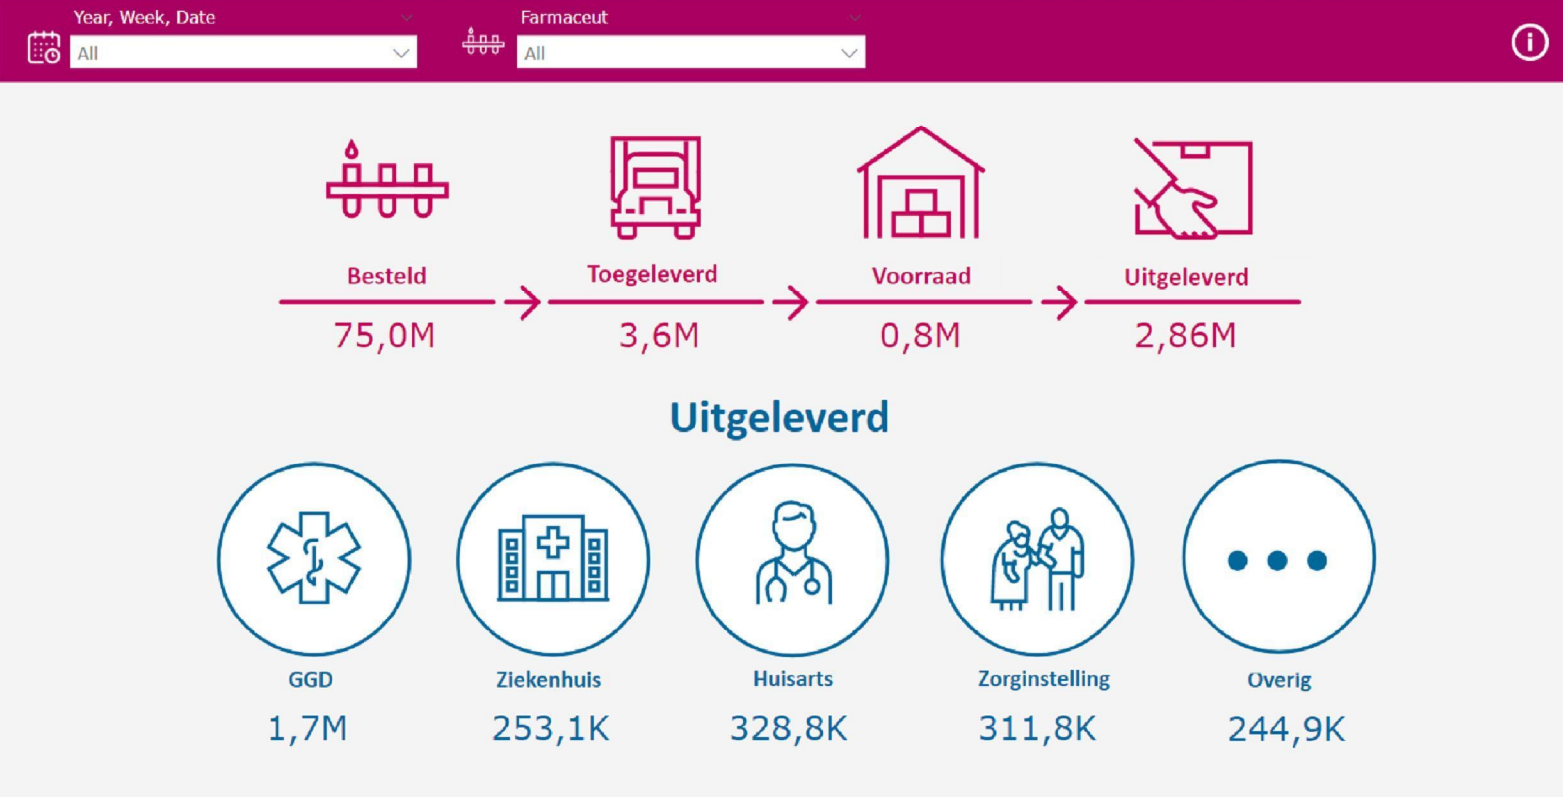 Year, Week, Date
All
Farmaceut
All
Besteld
Toegeleverd
Voorraad
Uitgeleverd
75,0M
3,6M
0,8M
2,86M
Uitgeleverd
GGD
Ziekenhuis
Huisarts
Zorginstelling
Overig
1,7M
253,1K
328,8K
311,8K
244,9K